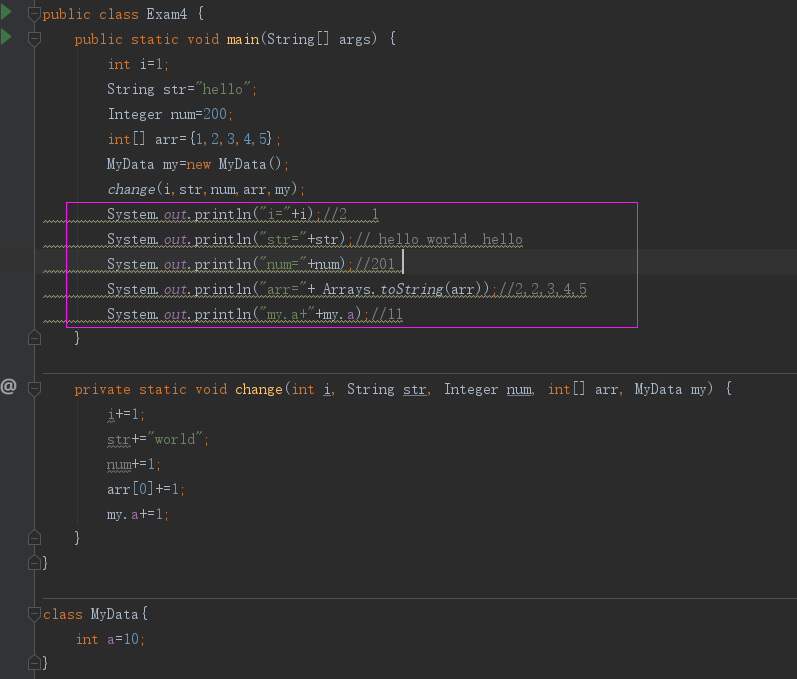 public class Exam4 {
    public static void main(String[] args) {
        int i=1;
        String str="hello";
        Integer num=200;
        int[] arr={1,2,3,4,5};
        MyData my=new MyData();
        change(i,str,num,arr,my);
        System.out.println("i="+i);//2   1
        System.out.println("str="+str);// hello world  hello
        System.out.println("num="+num);//201
        System.out.println("arr="+ Arrays.toString(arr));//2,2,3,4,5
        System.out.println("my.a+"+my.a);//11
    }
@
    private static void change(int i, String str, Integer num, int[] arr, MyData my) {
        i+=1;
        str+="world";
        num+=1;
        arr[0]+=1;
        my.a+=1;
    }
}
class MyData{
    int a=10;
}